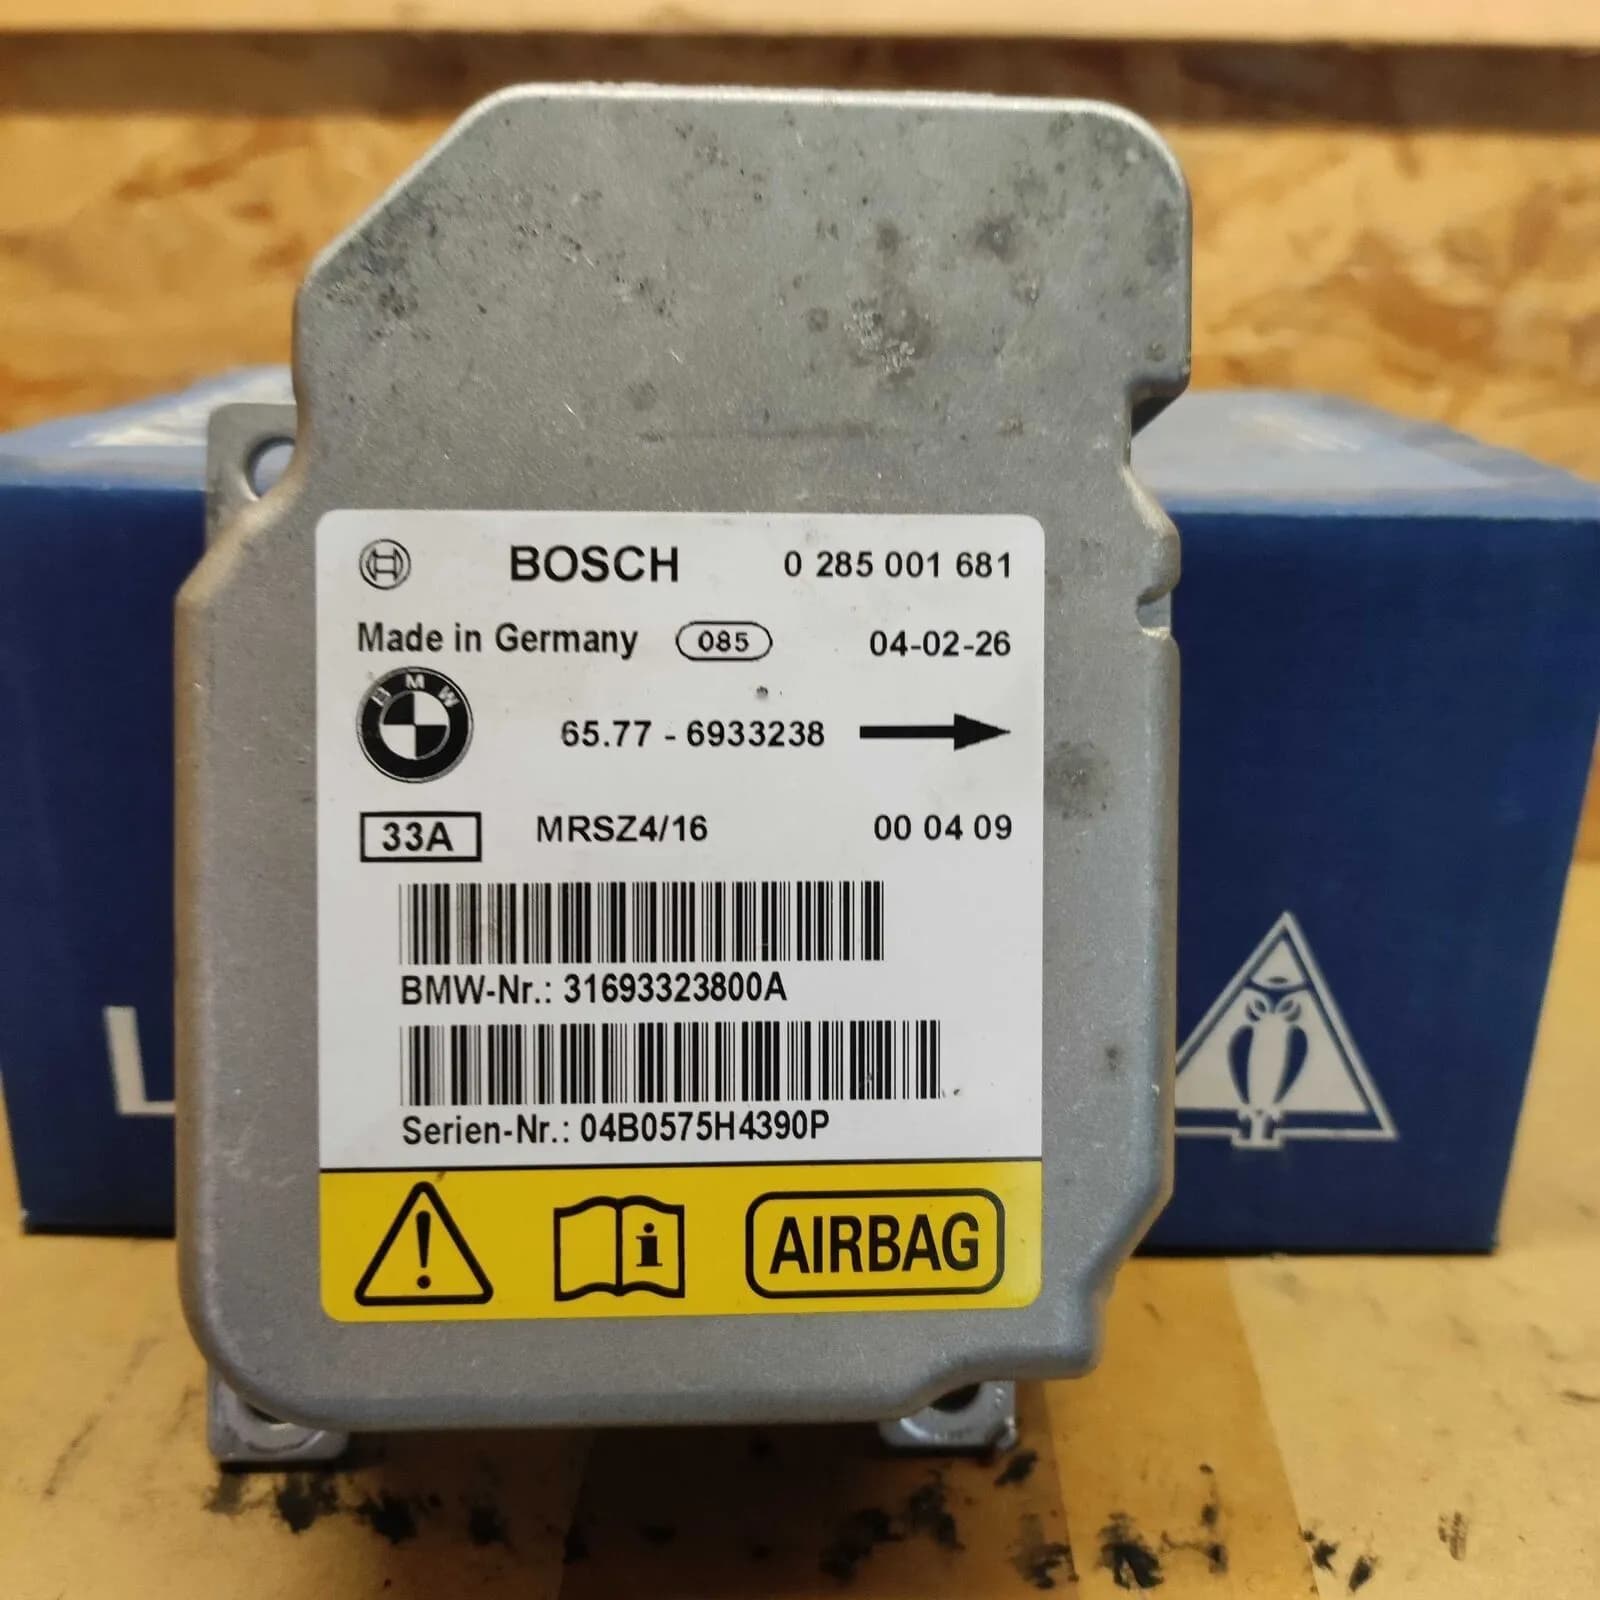 BOSCH 0 285 001 681
Made in Germany 085 04-02-26
BMW
65.77 - 6933238
33A MRSZ4/16 00 04 09
BMW-Nr.: 31693323800A
Serien-Nr.: 04B0575H4390P
i AIRBAG
L